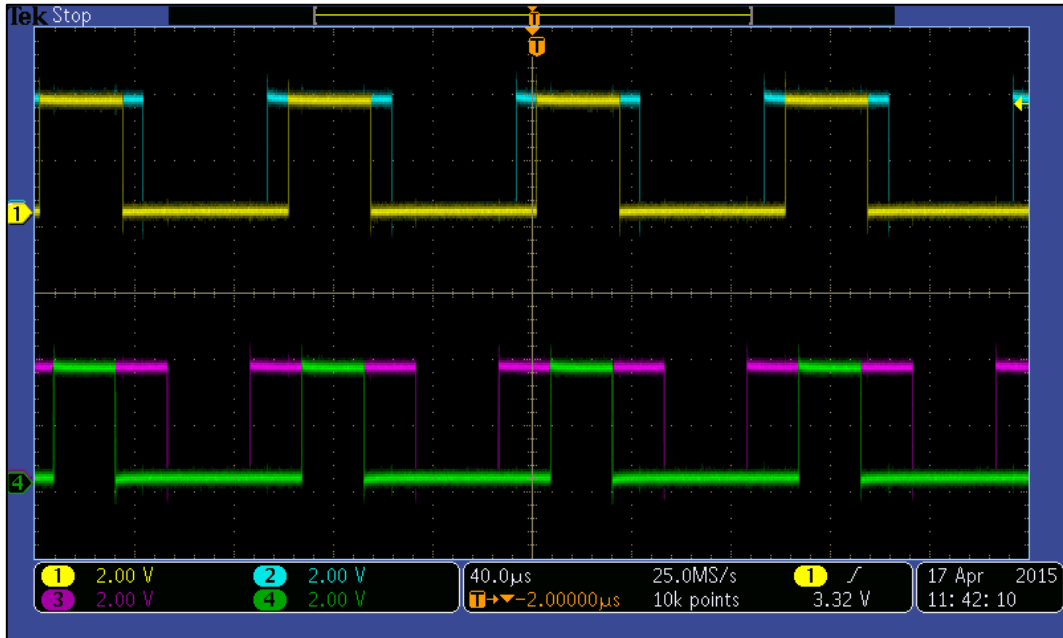 Tek Stop
T
T
1
4
1 2.00 V 2 2.00 V
3 2.00 V 4 2.00 V
40.0μs 25.0MS/s 1 ∫
T→▼-2.00000μs 10k points 3.32 V
17 Apr 2015
11:42:10